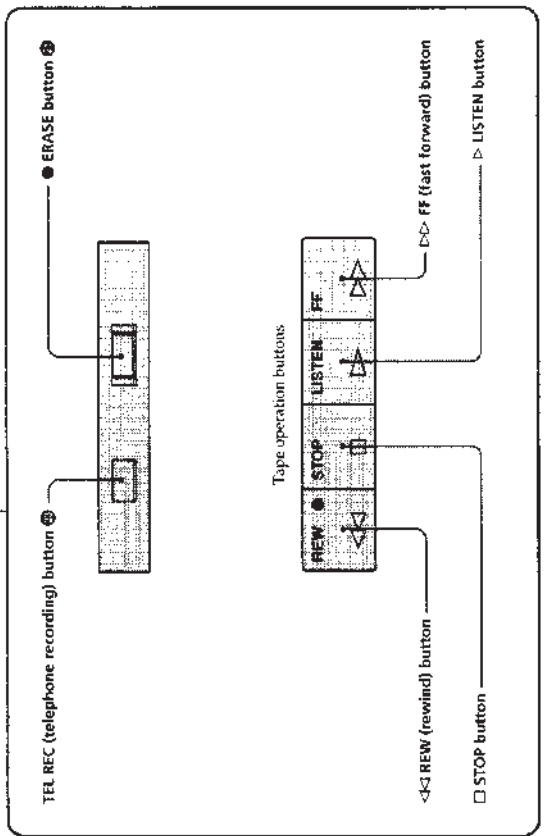 TEL REC (telephone recording) button
● ERASE button
Tape operation buttons
REW ● STOP LISTEN FF
◁◁ □ ▷ ▷▷
◁◁ REW (rewind) button
▷▷ FF (fast forward) button
□ STOP button
▷ LISTEN button